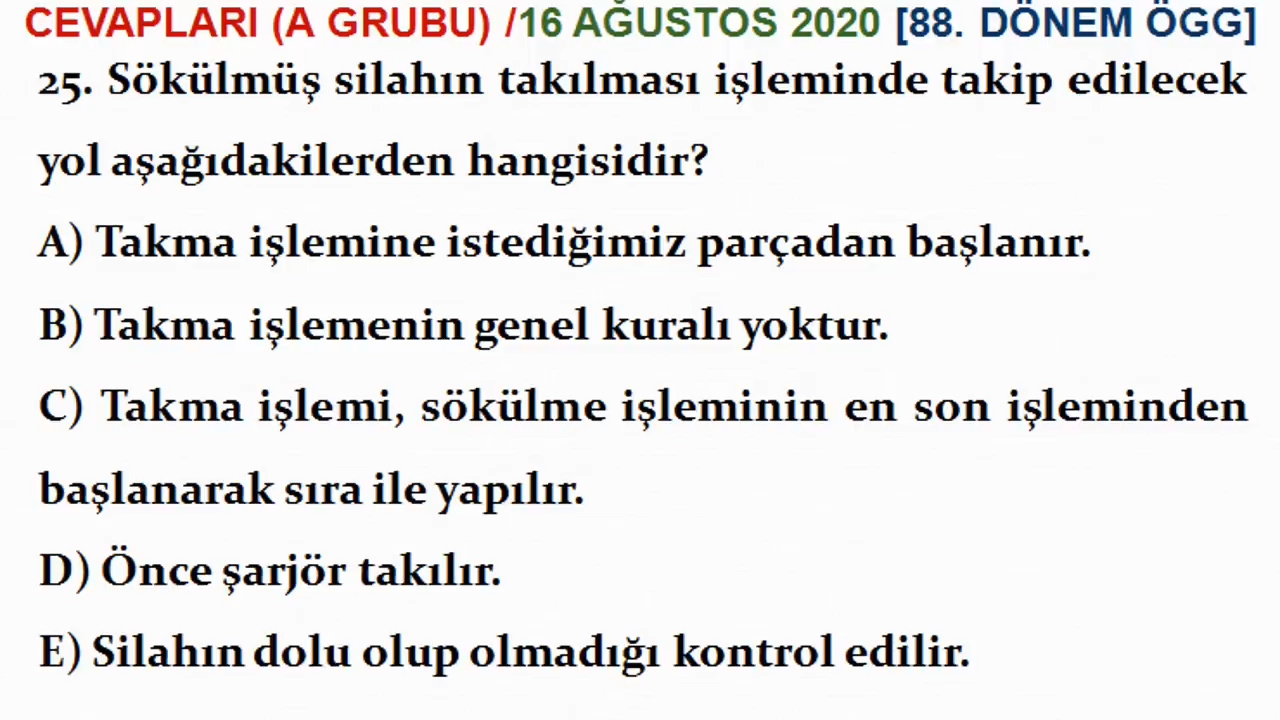 CEVAPLARI (A GRUBU) /16 AĞUSTOS 2020 [88. DÖNEM ÖGG]
25. Sökülmüş silahın takılması işleminde takip edilecek
yol aşağıdakilerden hangisidir?
A) Takma işlemine istediğimiz parçadan başlanır.
B) Takma işlemenin genel kuralı yoktur.
C) Takma işlemi, sökülme işleminin en son işleminden
başlanarak sıra ile yapılır.
D) Önce şarjör takılır.
E) Silahın dolu olup olmadığı kontrol edilir.